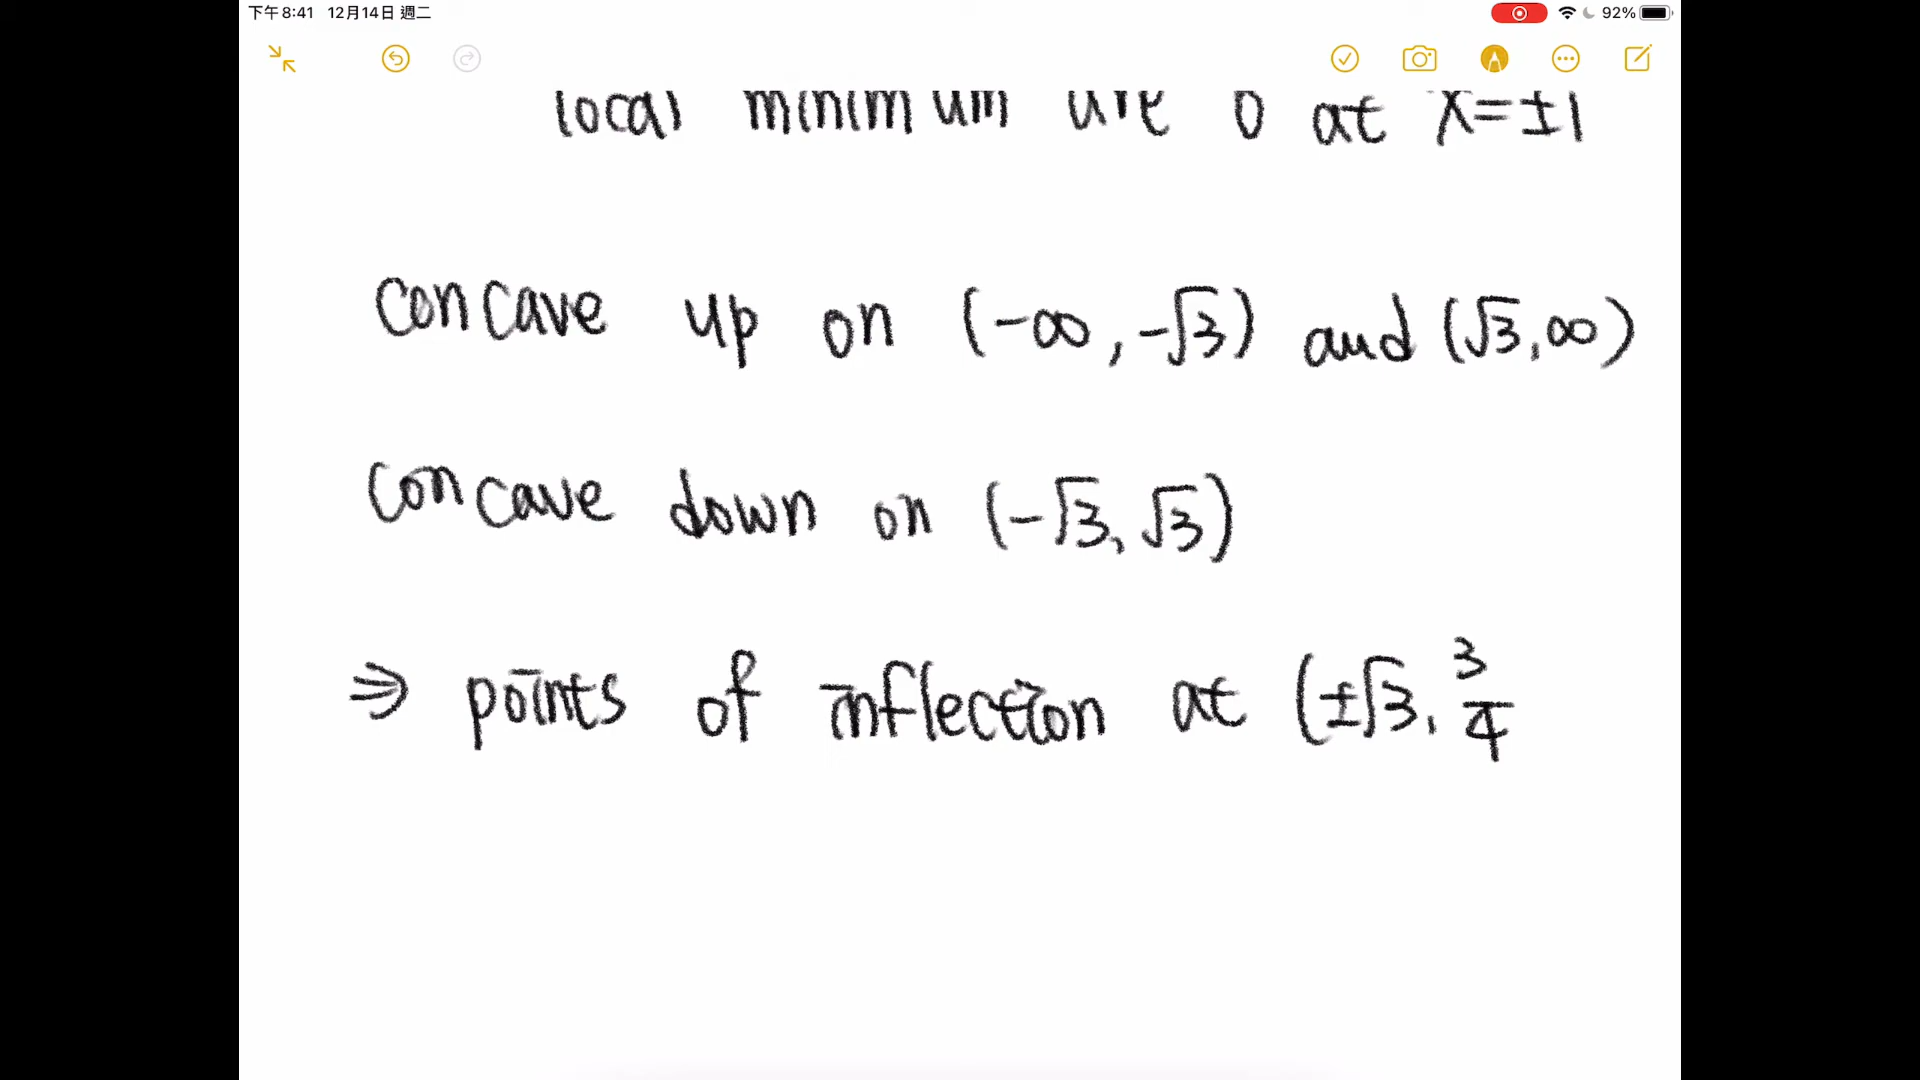 下午8:41 12月14日 週二 92%
local minimum are 0 at x=±1
concave up on (-∞, -√3) and (√3, ∞)
concave down on (-√3, √3)
⇒ points of inflection at (±√3, 3/4